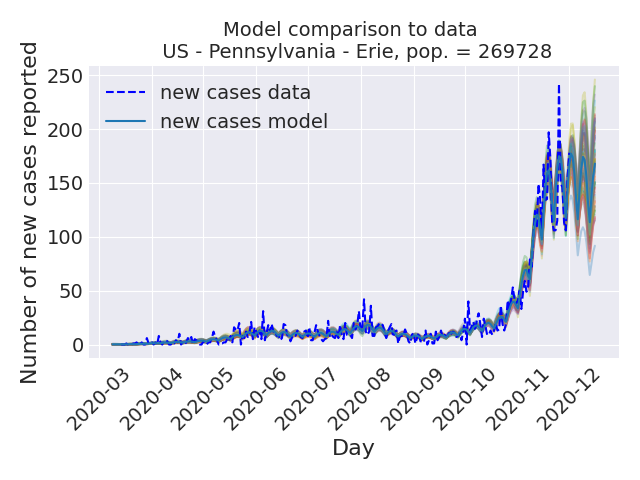 Model comparison to data
US - Pennsylvania - Erie, pop. = 269728
Number of new cases reported
250
200
150
100
50
0
new cases data
new cases model
2020-03
2020-04
2020-05
2020-06
2020-07
2020-08
2020-09
2020-10
2020-11
2020-12
Day